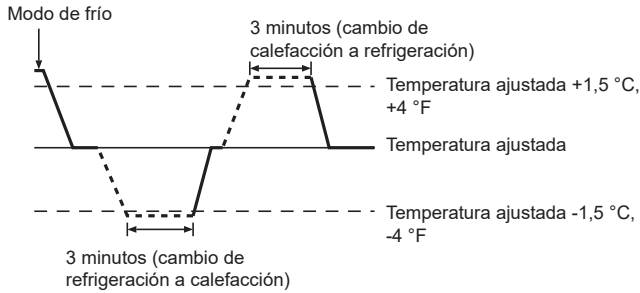 Modo de frío
3 minutos (cambio de
calefacción a refrigeración)
Temperatura ajustada +1,5 °C,
+4 °F
Temperatura ajustada
Temperatura ajustada -1,5 °C,
-4 °F
3 minutos (cambio de
refrigeración a calefacción)